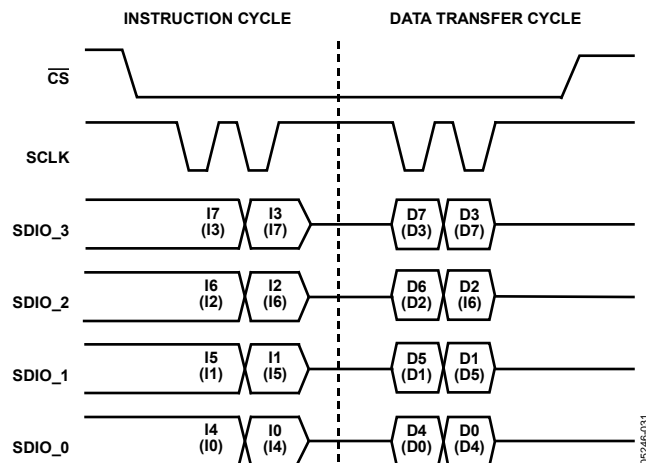 INSTRUCTION CYCLE DATA TRANSFER CYCLE
CS
SCLK
SDIO_3
I7 I3 D7 D3
(I3) (I7) (D3) (D7)
SDIO_2
I6 I2 D6 D2
(I2) (I6) (D2) (I6)
SDIO_1
I5 I1 D5 D1
(I1) (I5) (D1) (D5)
SDIO_0
I4 I0 D4 D0
(I0) (I4) (D0) (D4)
05246-031